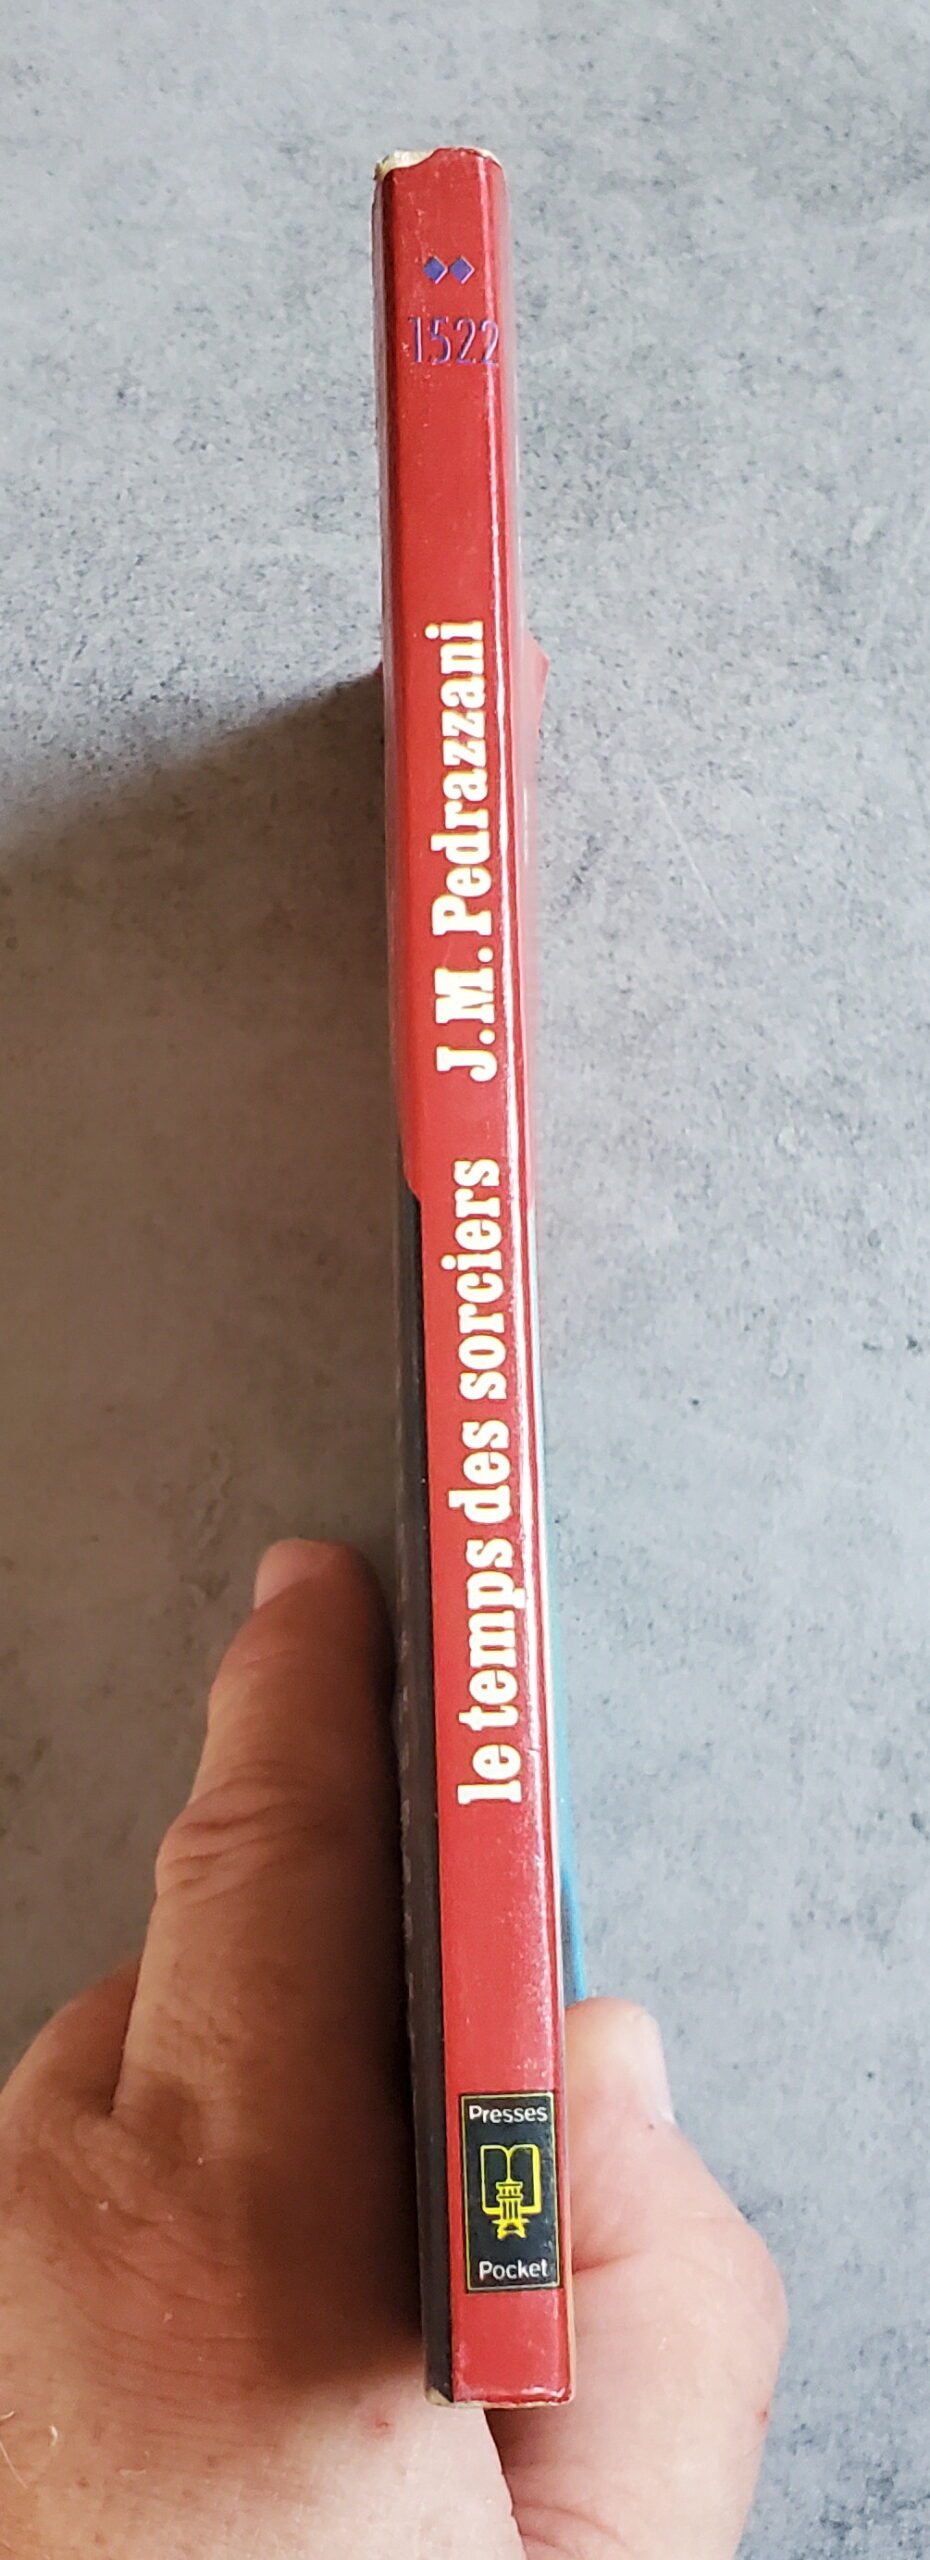 1522
le temps des sorciers J.M. Pedrazzani
Presses
Pocket